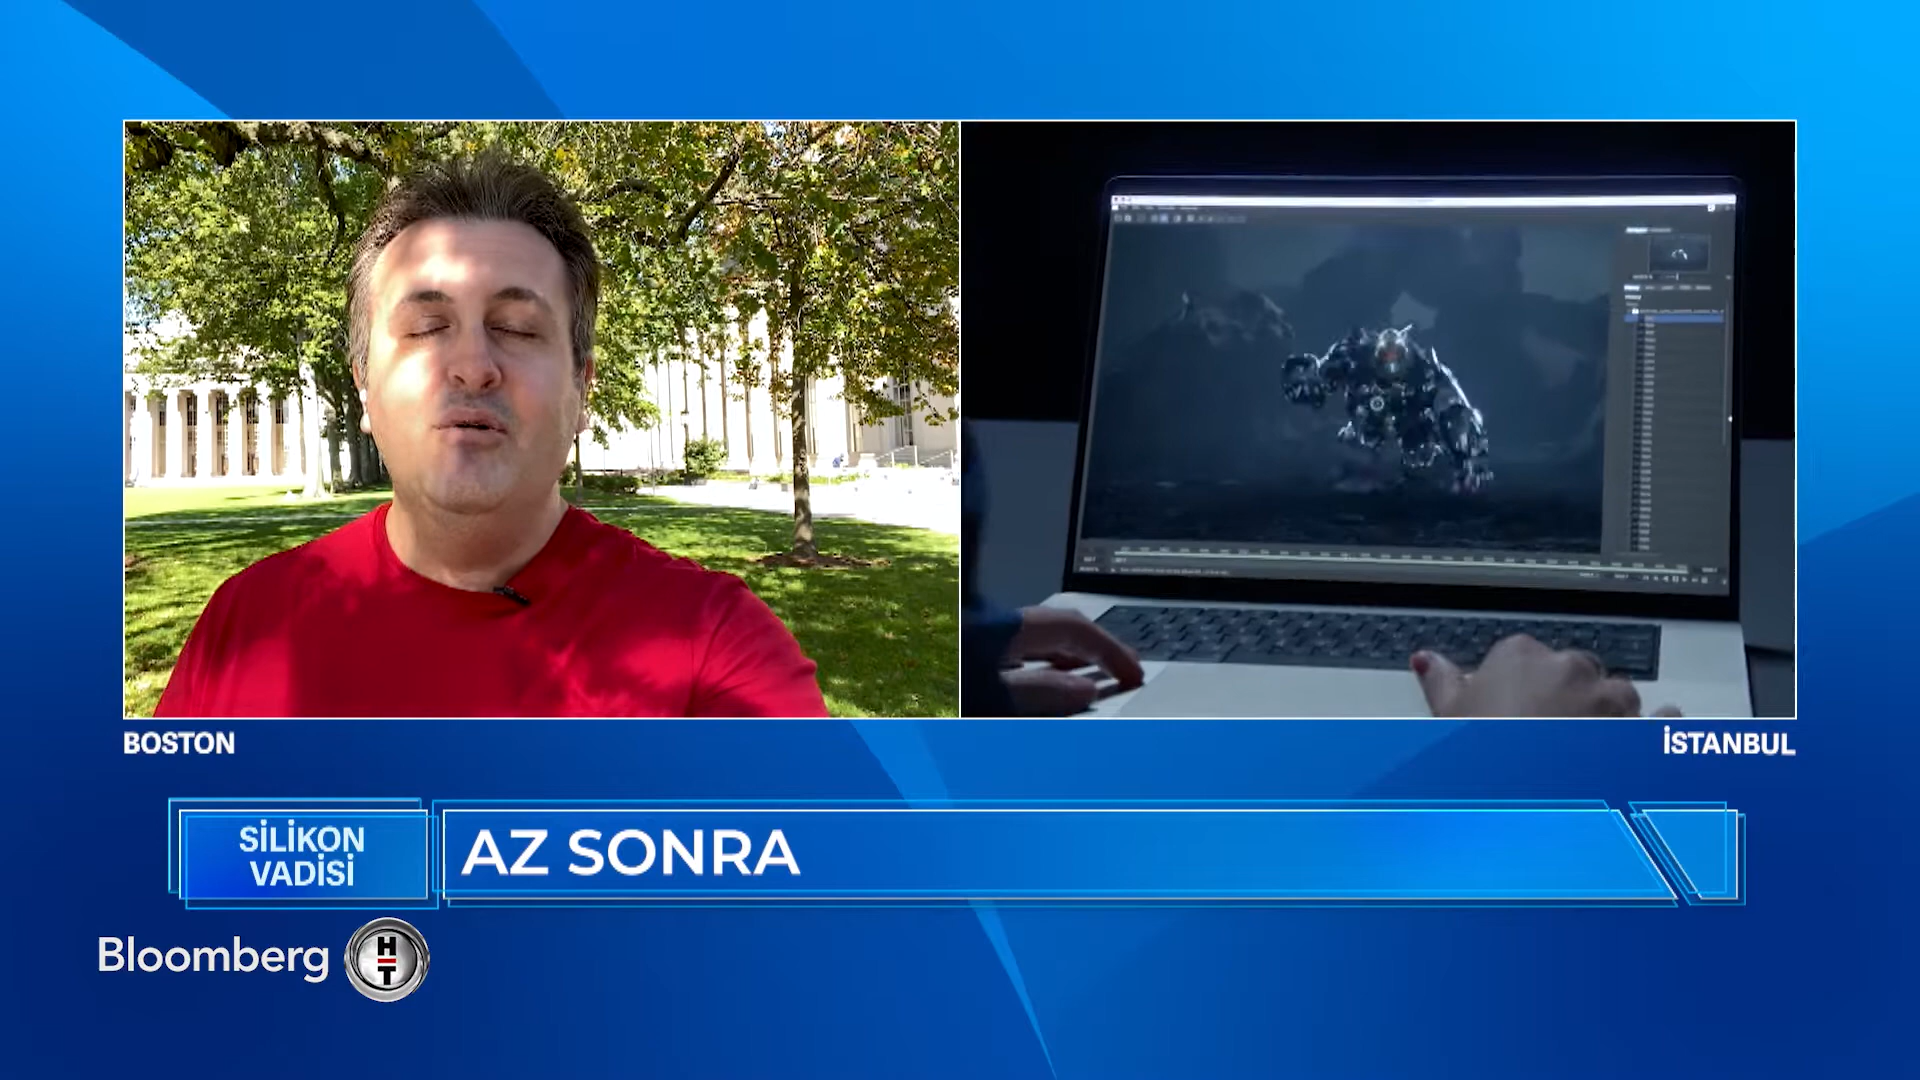 BOSTON
İSTANBUL
SİLİKON
VADİSİ
AZ SONRA
Bloomberg
HT